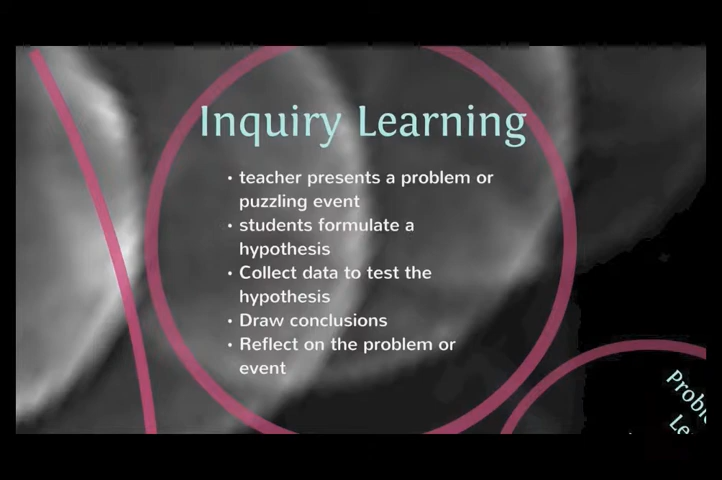 Inquiry Learning
• teacher presents a problem or
puzzling event
• students formulate a
hypothesis
• Collect data to test the
hypothesis
• Draw conclusions
• Reflect on the problem or
event